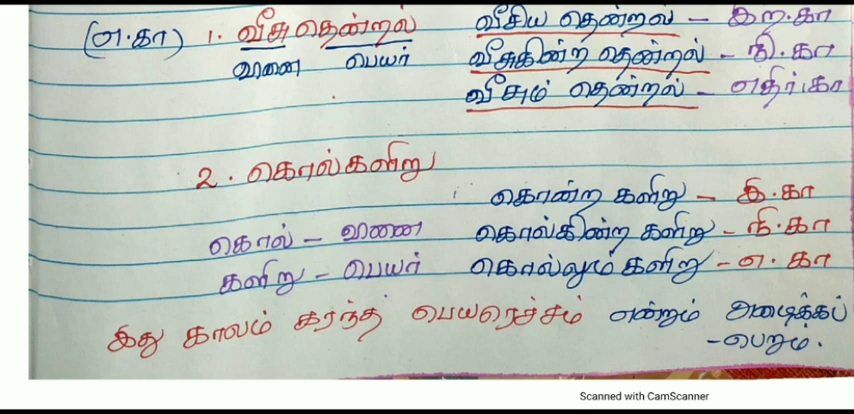 (எ.கா) 1. வீசு தென்றல் வீசிய தென்றல் - இற.கா
வினை பெயர் வீசுகின்ற தென்றல் - நி.கா
வீசும் தென்றல் - எதிர்.கா
2. கொல்களிறு
கொன்ற களிறு - இ.கா
கொல் - வினை கொல்கின்ற களிறு - நி.கா
களிறு - பெயர் கொல்லும் களிறு - எ.கா
இது காலம் கரந்த பெயரெச்சம் என்றும் அழைக்கப்
- பெறும்.
Scanned with CamScanner